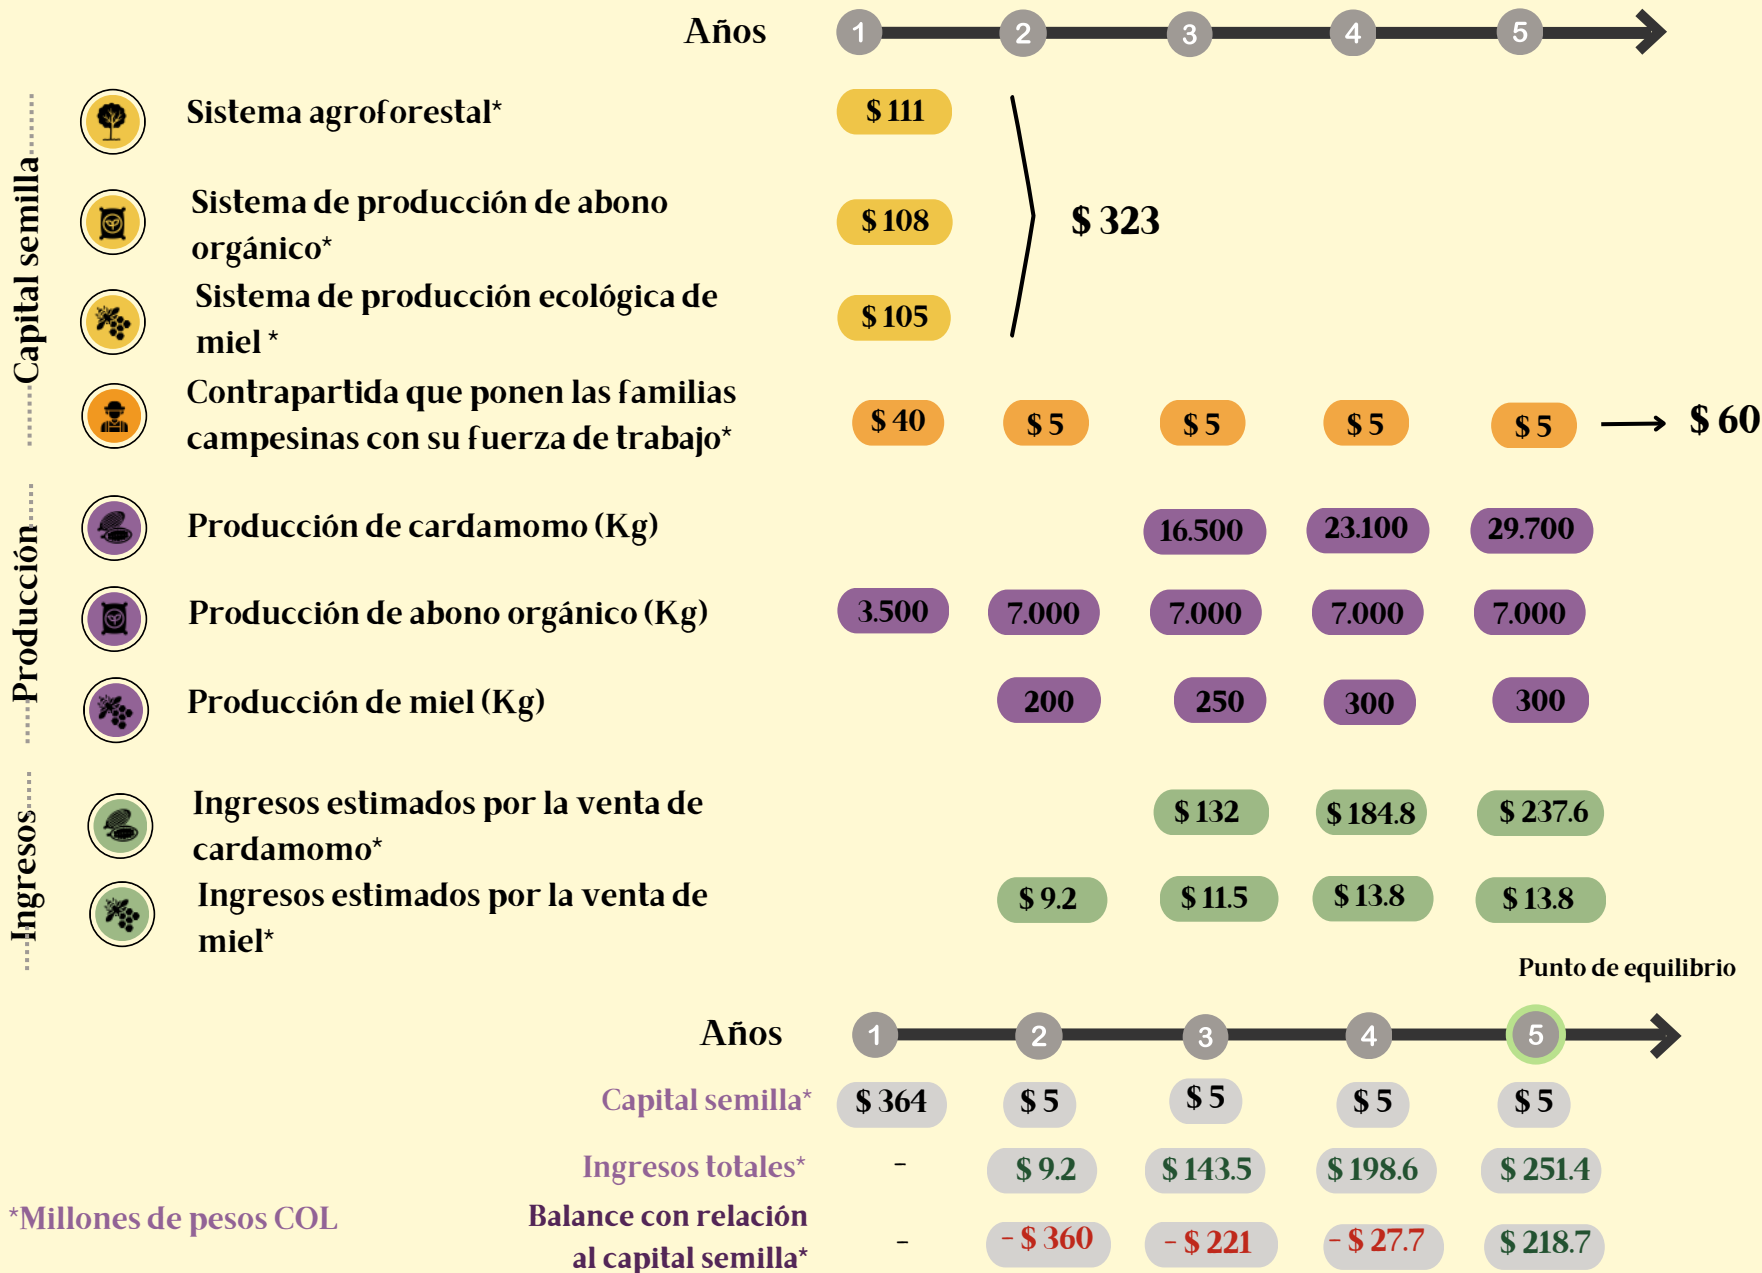 Años 1 2 3 4 5
Capital semilla
Sistema agroforestal* $ 111
Sistema de producción de abono
orgánico* $ 108
$ 323
Sistema de producción ecológica de
miel * $ 105
Contrapartida que ponen las familias
campesinas con su fuerza de trabajo* $ 40 $ 5 $ 5 $ 5 $ 5 $ 60
Producción
Producción de cardamomo (Kg) 16.500 23.100 29.700
Producción de abono orgánico (Kg) 3.500 7.000 7.000 7.000 7.000
Producción de miel (Kg) 200 250 300 300
Ingresos
Ingresos estimados por la venta de
cardamomo* $ 132 $ 184.8 $ 237.6
Ingresos estimados por la venta de
miel* $ 9.2 $ 11.5 $ 13.8 $ 13.8
Punto de equilibrio
Años 1 2 3 4 5
Capital semilla* $ 364 $ 5 $ 5 $ 5 $ 5
Ingresos totales* - $ 9.2 $ 143.5 $ 198.6 $ 251.4
Balance con relación
al capital semilla* - - $ 360 - $ 221 - $ 27.7 $ 218.7
*Millones de pesos COL